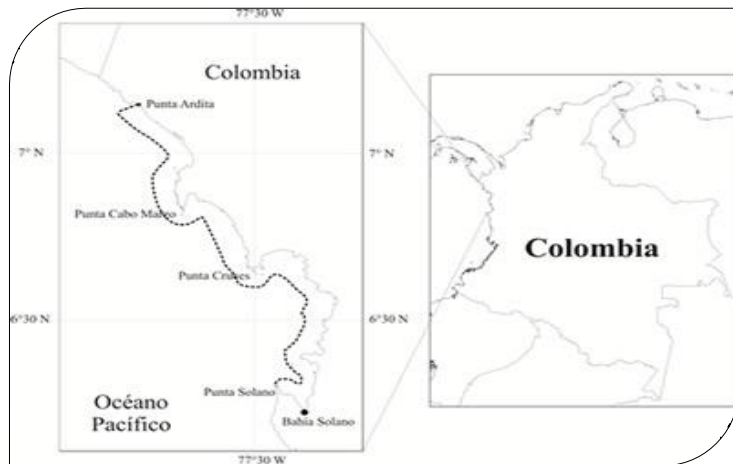 77°30 W
Colombia
Punta Ardita
7° N
7° N
Punta Cabo Marzo
Punta Cruces
6°30 N
6°30 N
Punta Solano
Océano
Pacífico
Bahia Solano
77°30 W
Colombia